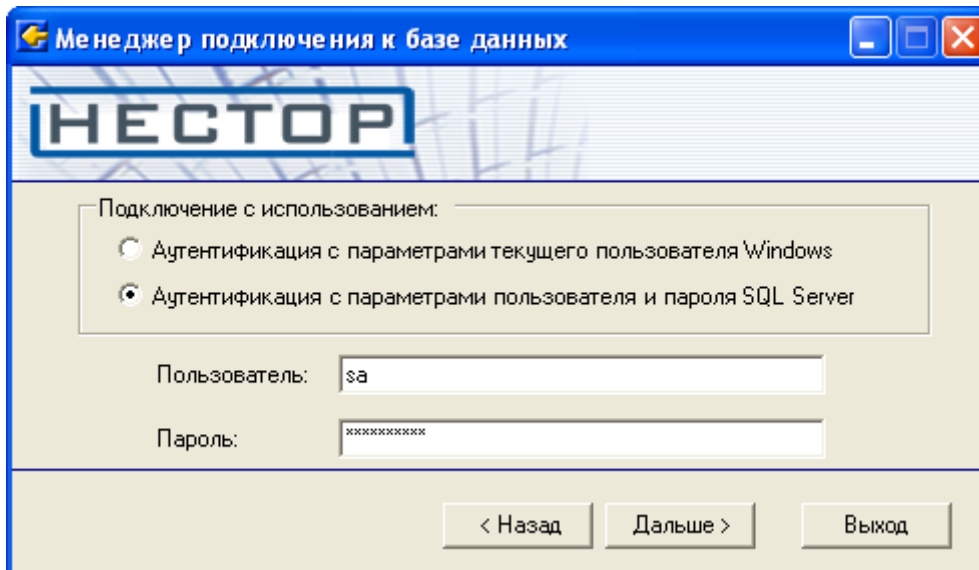 Менеджер подключения к базе данных
НЕСТОР
Подключение с использованием:
Аутентификация с параметрами текущего пользователя Windows
Аутентификация с параметрами пользователя и пароля SQL Server
Пользователь: sa
Пароль: **********
< Назад Дальше > Выход